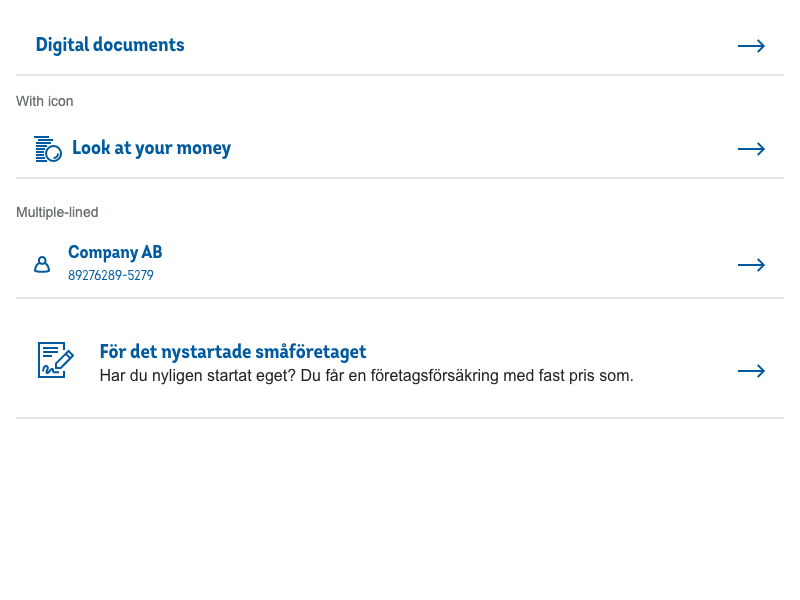 Digital documents
With icon
Look at your money
Multiple-lined
Company AB
89276289-5279
För det nystartade småföretaget
Har du nyligen startat eget? Du får en företagsförsäkring med fast pris som.